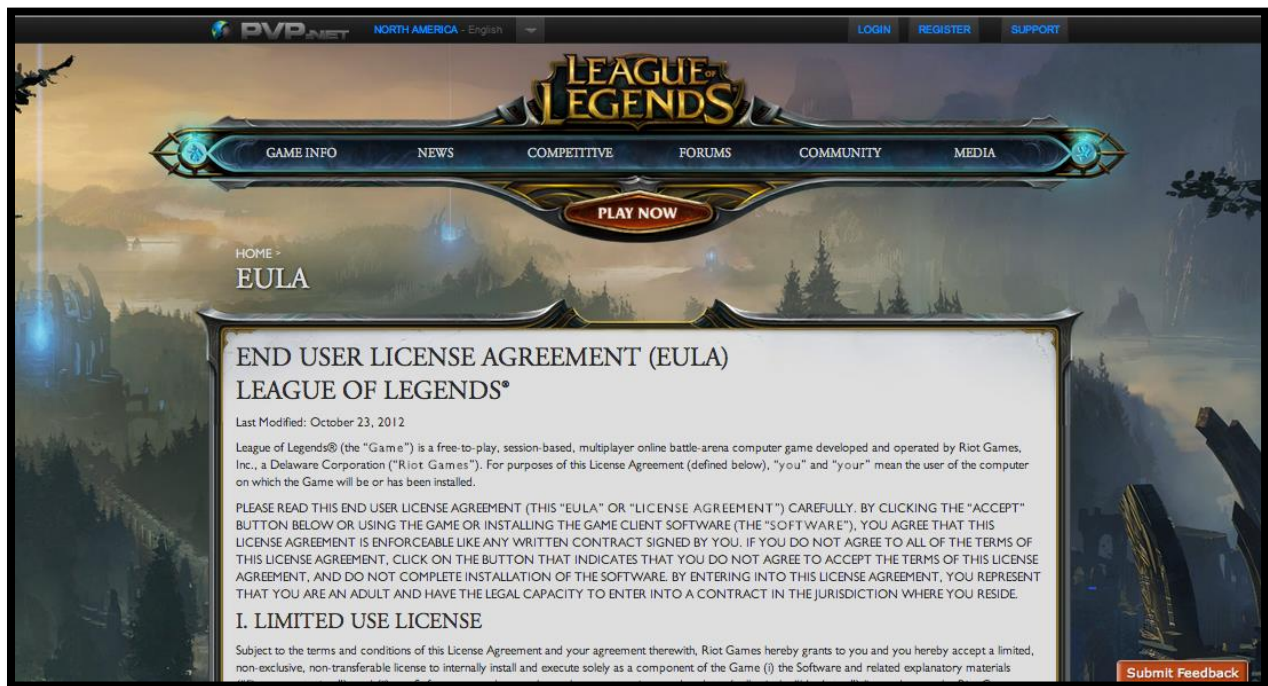 PVP.NET NORTH AMERICA - English LOGIN REGISTER SUPPORT
LEAGUE OF
LEGENDS
GAME INFO NEWS COMPETITIVE FORUMS COMMUNITY MEDIA
PLAY NOW
HOME >
EULA
END USER LICENSE AGREEMENT (EULA)
LEAGUE OF LEGENDS®
Last Modified: October 23, 2012
League of Legends® (the “Game”) is a free-to-play, session-based, multiplayer online battle-arena computer game developed and operated by Riot Games,
Inc., a Delaware Corporation (“Riot Games”). For purposes of this License Agreement (defined below), “you” and “your” mean the user of the computer
on which the Game will be or has been installed.
PLEASE READ THIS END USER LICENSE AGREEMENT (THIS “EULA” OR “LICENSE AGREEMENT”) CAREFULLY. BY CLICKING THE “ACCEPT”
BUTTON BELOW OR USING THE GAME OR INSTALLING THE GAME CLIENT SOFTWARE (THE “SOFTWARE”), YOU AGREE THAT THIS
LICENSE AGREEMENT IS ENFORCEABLE LIKE ANY WRITTEN CONTRACT SIGNED BY YOU. IF YOU DO NOT AGREE TO ALL OF THE TERMS OF
THIS LICENSE AGREEMENT, CLICK ON THE BUTTON THAT INDICATES THAT YOU DO NOT AGREE TO ACCEPT THE TERMS OF THIS LICENSE
AGREEMENT, AND DO NOT COMPLETE INSTALLATION OF THE SOFTWARE. BY ENTERING INTO THIS LICENSE AGREEMENT, YOU REPRESENT
THAT YOU ARE AN ADULT AND HAVE THE LEGAL CAPACITY TO ENTER INTO A CONTRACT IN THE JURISDICTION WHERE YOU RESIDE.
I. LIMITED USE LICENSE
Subject to the terms and conditions of this License Agreement and your agreement therewith, Riot Games hereby grants to you and you hereby accept a limited,
non-exclusive, non-transferable license to internally install and execute solely as a component of the Game (i) the Software and related explanatory materials
Submit Feedback